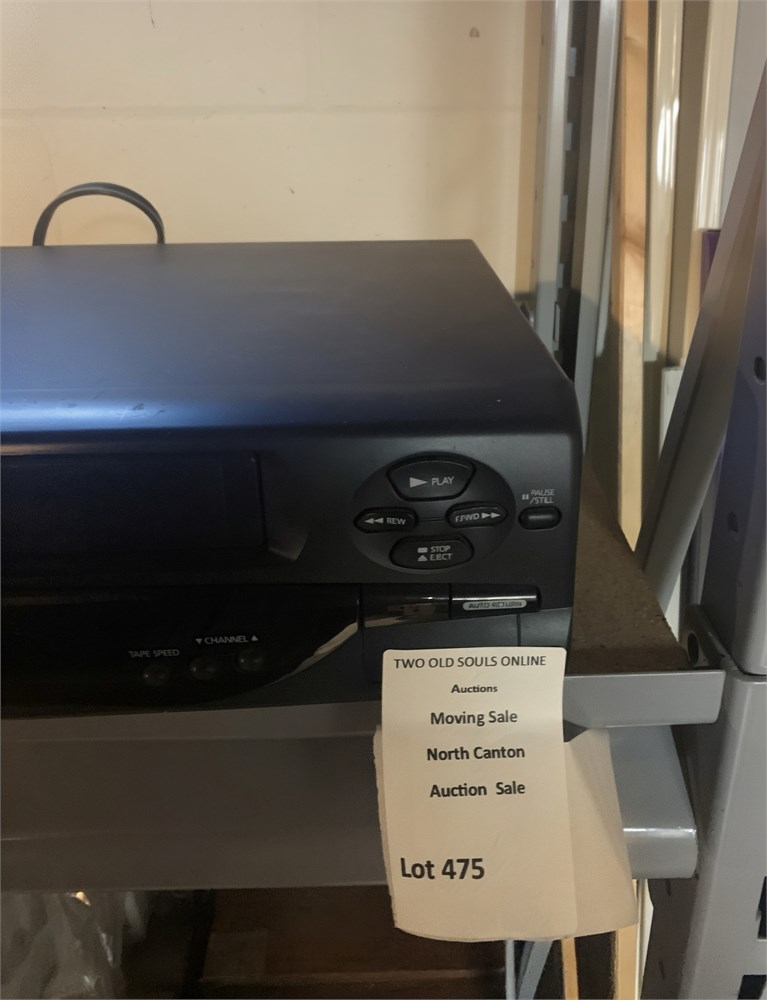 PLAY
REW
F.FWD
PAUSE
/STILL
STOP
EJECT
AUTO RETURN
CHANNEL
TAPE SPEED
TWO OLD SOULS ONLINE
Auctions
Moving Sale
North Canton
Auction Sale
Lot 475